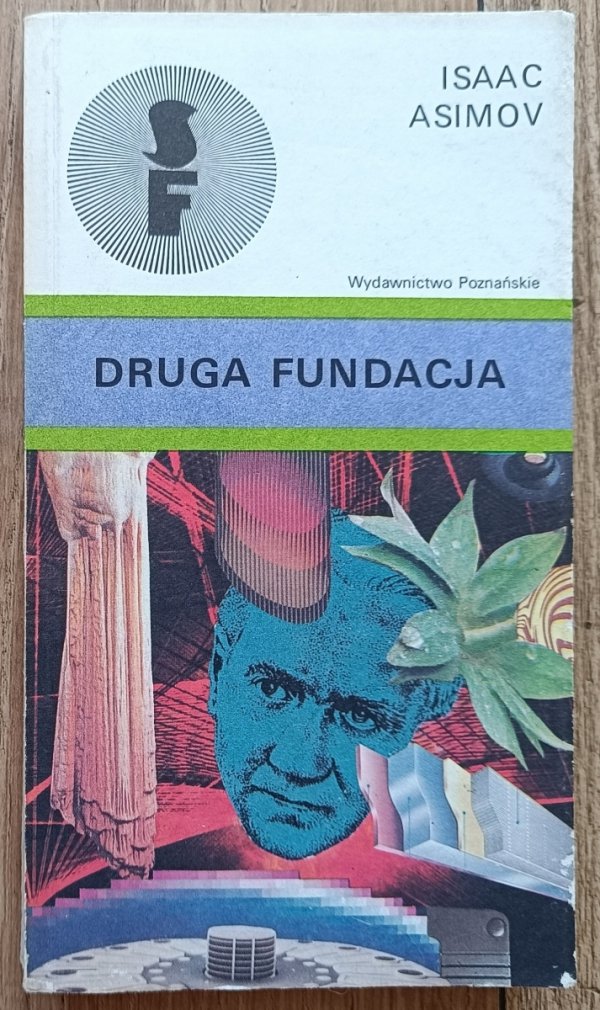 SF
ISAAC
ASIMOV
Wydawnictwo Poznańskie
DRUGA FUNDACJA